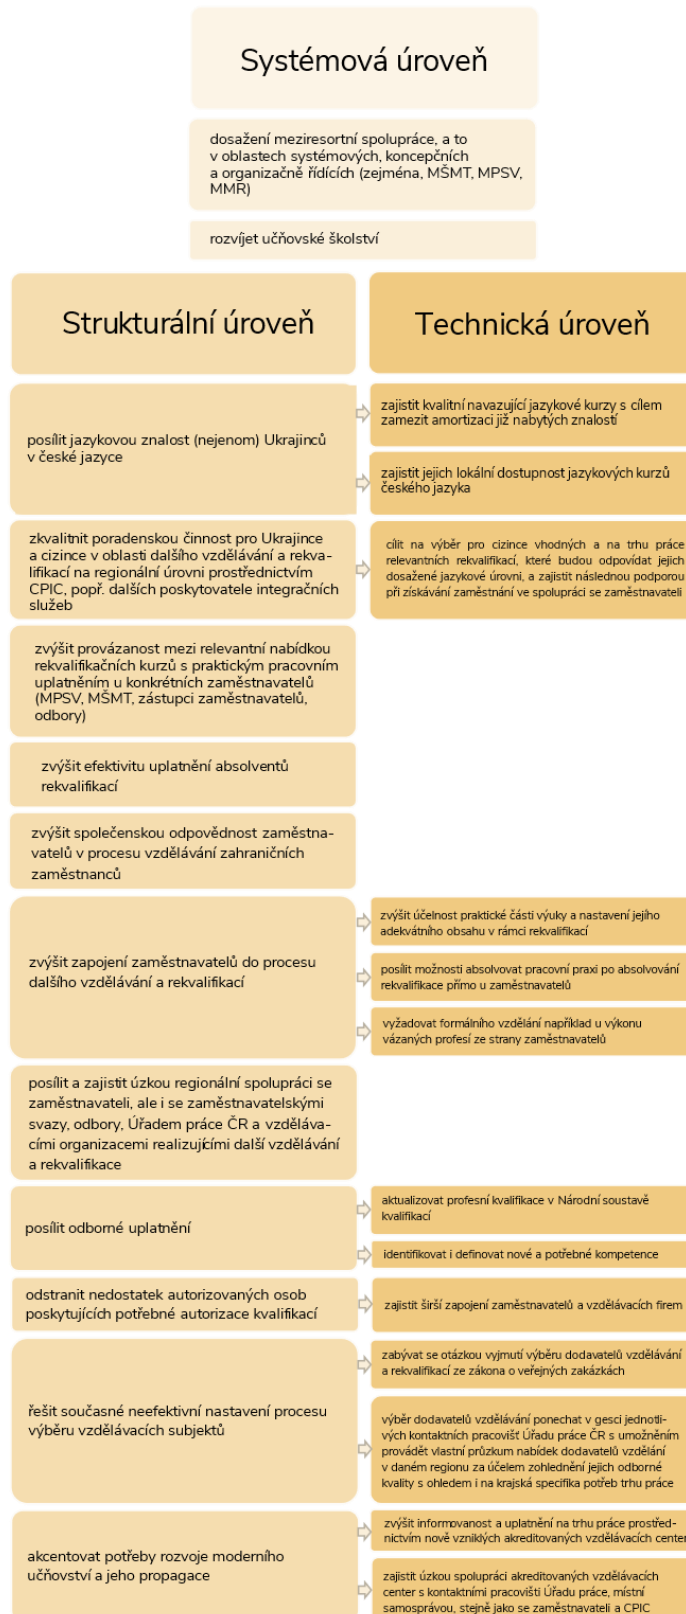 Systémová úroveň
dosažení meziresortní spolupráce, a to
v oblastech systémových, koncepčních
a organizačně řídících (zejména, MŠMT, MPSV,
MMR)
rozvíjet učňovské školství
Strukturální úroveň
Technická úroveň
posílit jazykovou znalost (nejenom) Ukrajinců
v české jazyce
zajistit kvalitní navazující jazykové kurzy s cílem
zamezit amortizaci již nabytých znalostí
zajistit jejich lokální dostupnost jazykových kurzů
českého jazyka
zkvalitnit poradenskou činnost pro Ukrajince
a cizince v oblasti dalšího vzdělávání a rekva-
lifikací na regionální úrovni prostřednictvím
CPIC, popř. dalších poskytovatele integračních
služeb
cílit na výběr pro cizince vhodných a na trhu práce
relevantních rekvalifikací, které budou odpovídat jejich
dosažené jazykové úrovni, a zajistit následnou podporou
při získávání zaměstnání ve spolupráci se zaměstnavateli
zvýšit provázanost mezi relevantní nabídkou
rekvalifikačních kurzů s praktickým pracovním
uplatněním u konkrétních zaměstnavatelů
(MPSV, MŠMT, zástupci zaměstnavatelů,
odbory)
zvýšit efektivitu uplatnění absolventů
rekvalifikací
zvýšit společenskou odpovědnost zaměstna-
vatelů v procesu vzdělávání zahraničních
zaměstnanců
zvýšit zapojení zaměstnavatelů do procesu
dalšího vzdělávání a rekvalifikací
zvýšit účelnost praktické části výuky a nastavení jejího
adekvátního obsahu v rámci rekvalifikací
posílit možnosti absolvovat pracovní praxi po absolvování
rekvalifikace přímo u zaměstnavatelů
vyžadovat formálního vzdělání například u výkonu
vázaných profesí ze strany zaměstnavatelů
posílit a zajistit úzkou regionální spolupráci se
zaměstnavateli, ale i se zaměstnavatelskými
svazy, odbory, Úřadem práce ČR a vzděláva-
cími organizacemi realizujícími další vzdělávání
a rekvalifikace
posílit odborné uplatnění
aktualizovat profesní kvalifikace v Národní soustavě
kvalifikací
identifikovat i definovat nové a potřebné kompetence
odstranit nedostatek autorizovaných osob
poskytujících potřebné autorizace kvalifikací
zajistit širší zapojení zaměstnavatelů a vzdělávacích firem
řešit současné neefektivní nastavení procesu
výběru vzdělávacích subjektů
zabývat se otázkou vyjmutí výběru dodavatelů vzdělávání
a rekvalifikací ze zákona o veřejných zakázkách
výběr dodavatelů vzdělávání ponechat v gesci jednotli-
vých kontaktních pracovišť Úřadu práce ČR s umožněním
provádět vlastní průzkum nabídek dodavatelů vzdělání
v daném regionu za účelem zohlednění jejich odborné
kvality s ohledem i na krajská specifika potřeb trhu práce
akcentovat potřeby rozvoje moderního
učňovství a jeho propagace
zvýšit informovanost a uplatnění na trhu práce prostřed-
nictvím nově vzniklých akreditovaných vzdělávacích center
zajistit úzkou spolupráci akreditovaných vzdělávacích
center s kontaktními pracovišti Úřadu práce, místní
samosprávou, stejně jako se zaměstnavateli a CPIC